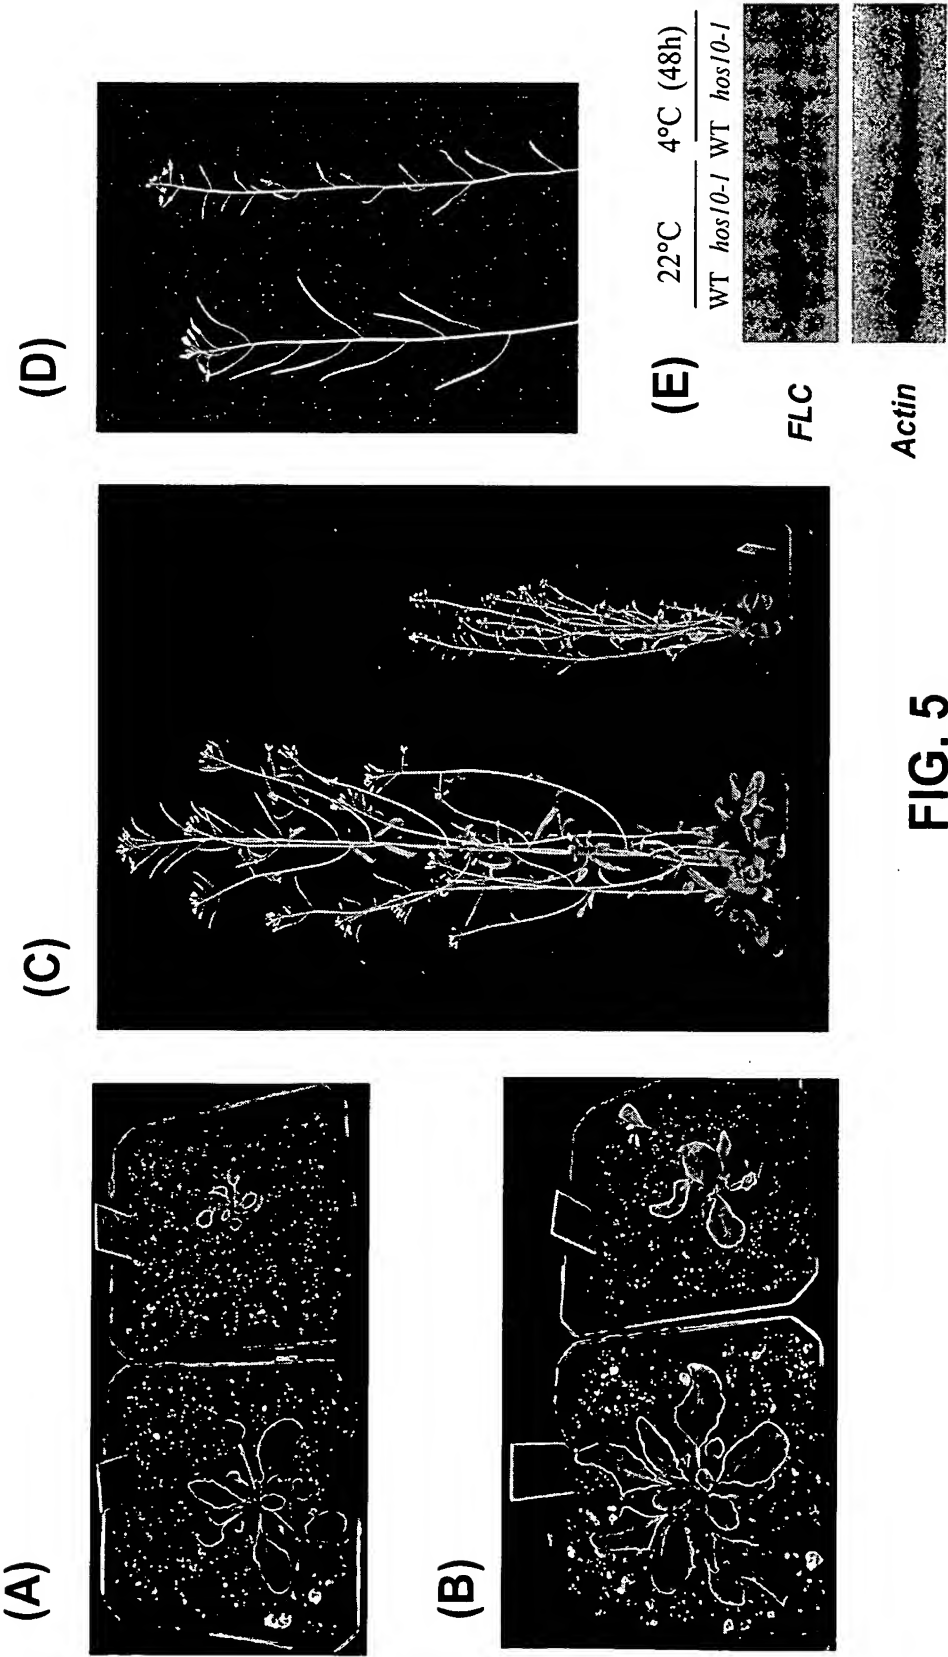 (A)
(B)
(C)
(D)
(E)
22°C 4°C (48h)
WT hos10-1 WT hos10-1
FLC
Actin
FIG. 5